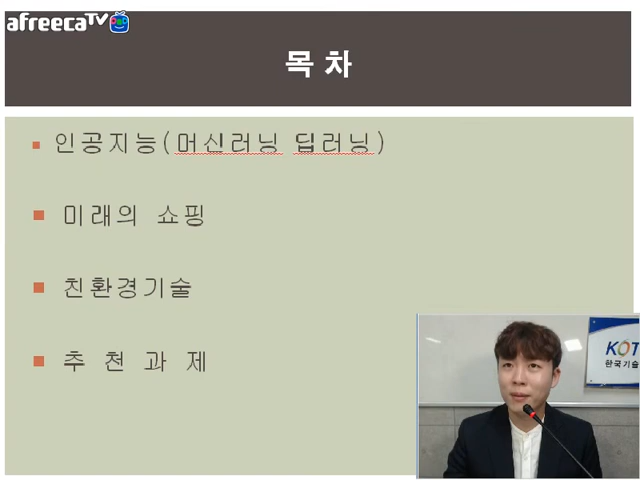 afreecaTV
목 차
인공지능(머신러닝 딥러닝)
미래의 쇼핑
친환경기술
추 천 과 제
KOT
한국기술